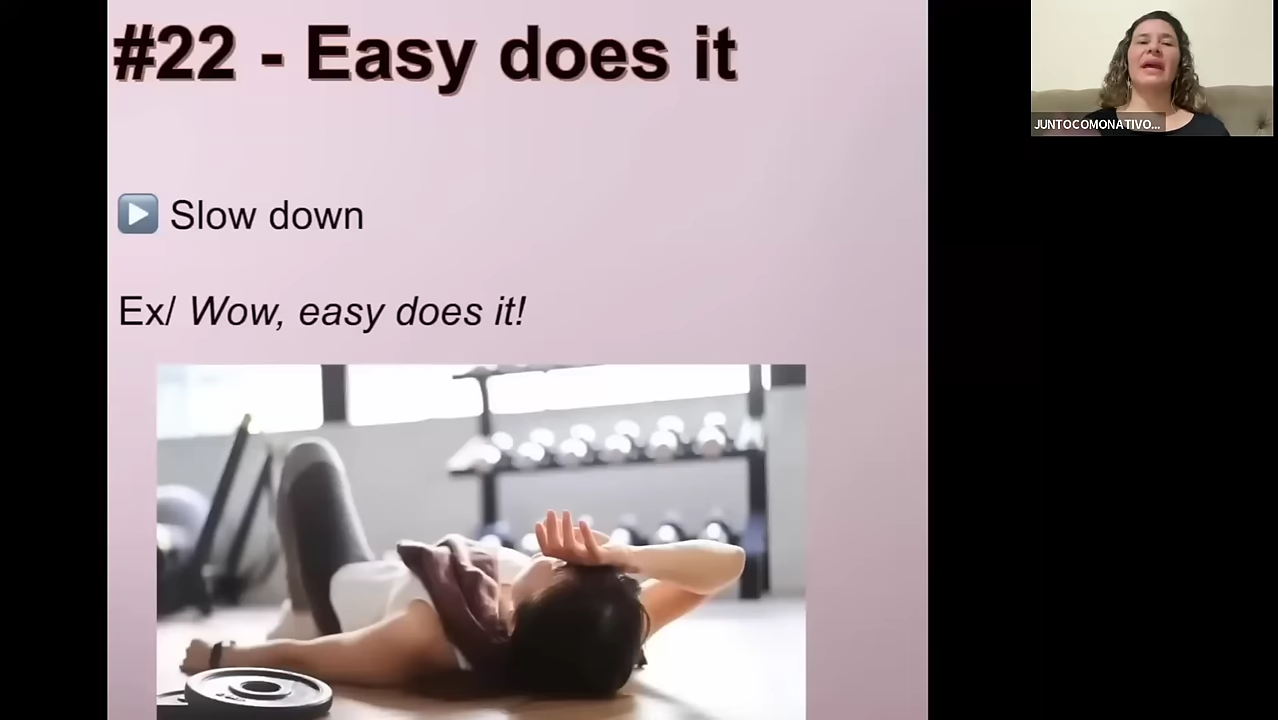 #22 - Easy does it
Slow down
Ex/ Wow, easy does it!
JUNTOCOMONATIVO...